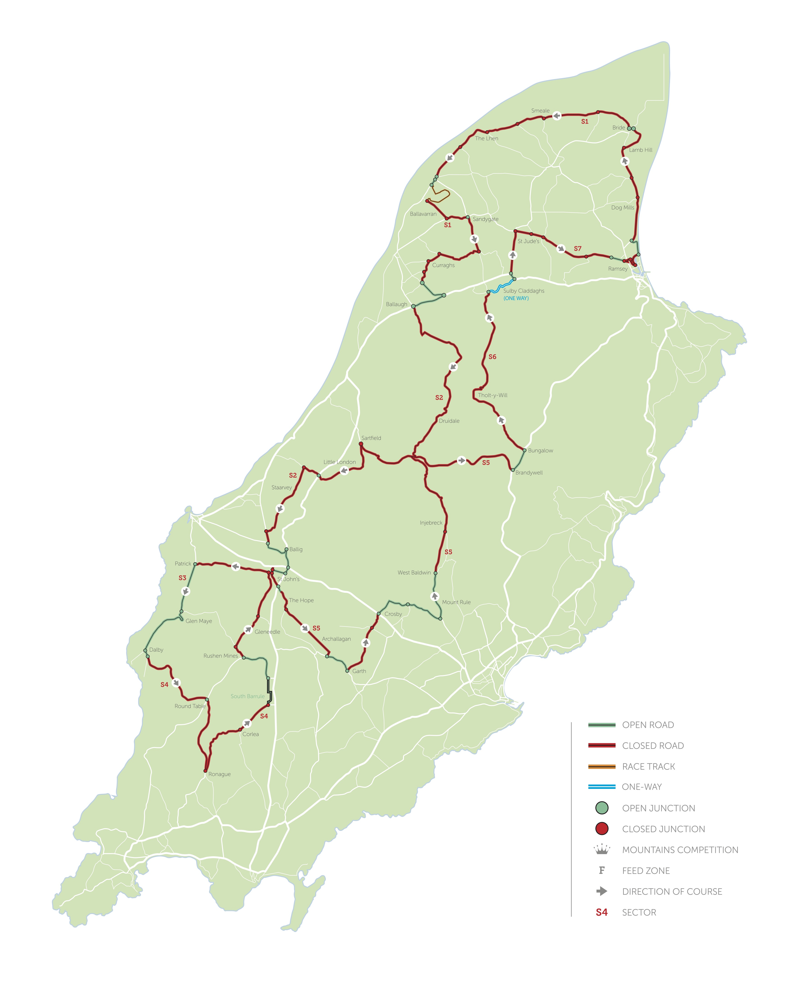 Smeale
S1
Bride
The Lhen
Lamb Hill
Dog Mills
Ballavarran
Sandygate
S1
St Jude's
S7
Curraghs
Ramsey
Sulby Claddaghs
(ONE WAY)
Ballaugh
S6
Tholt-y-Will
S2
Druidale
Sartfield
Bungalow
Little London
S5
Brandywell
S2
Staarvey
Injebreck
Ballig
S5
Patrick
West Baldwin
S3
St John's
The Hope
Mount Rule
Crosby
Glen Maye
S5
Gleneedle
Archallagan
Dalby
Rushen Mines
Garth
S4
South Barrule
Round Table
S4
Corlea
Ronague
OPEN ROAD
CLOSED ROAD
RACE TRACK
ONE-WAY
OPEN JUNCTION
CLOSED JUNCTION
MOUNTAINS COMPETITION
F FEED ZONE
DIRECTION OF COURSE
S4 SECTOR